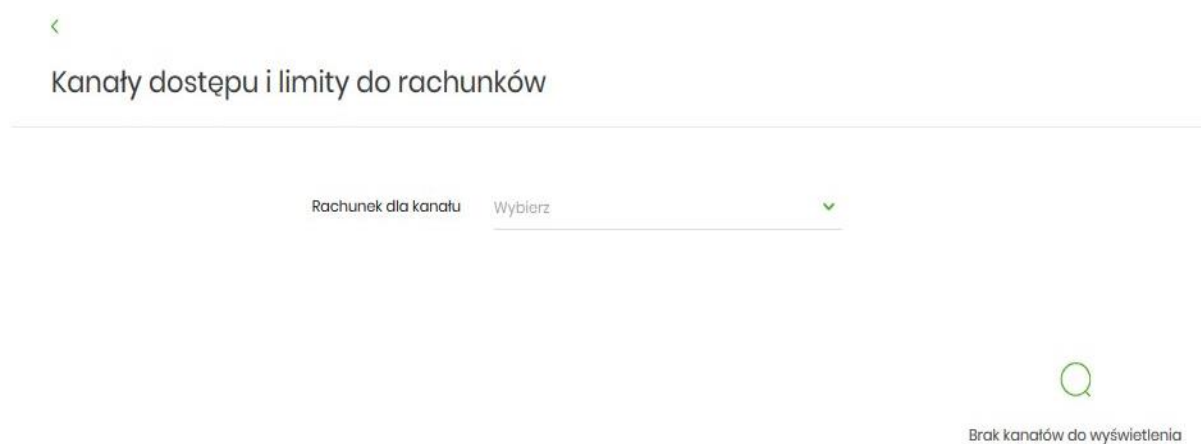 Kanały dostępu i limity do rachunków
Rachunek dla kanału Wybierz
Brak kanałów do wyświetlenia